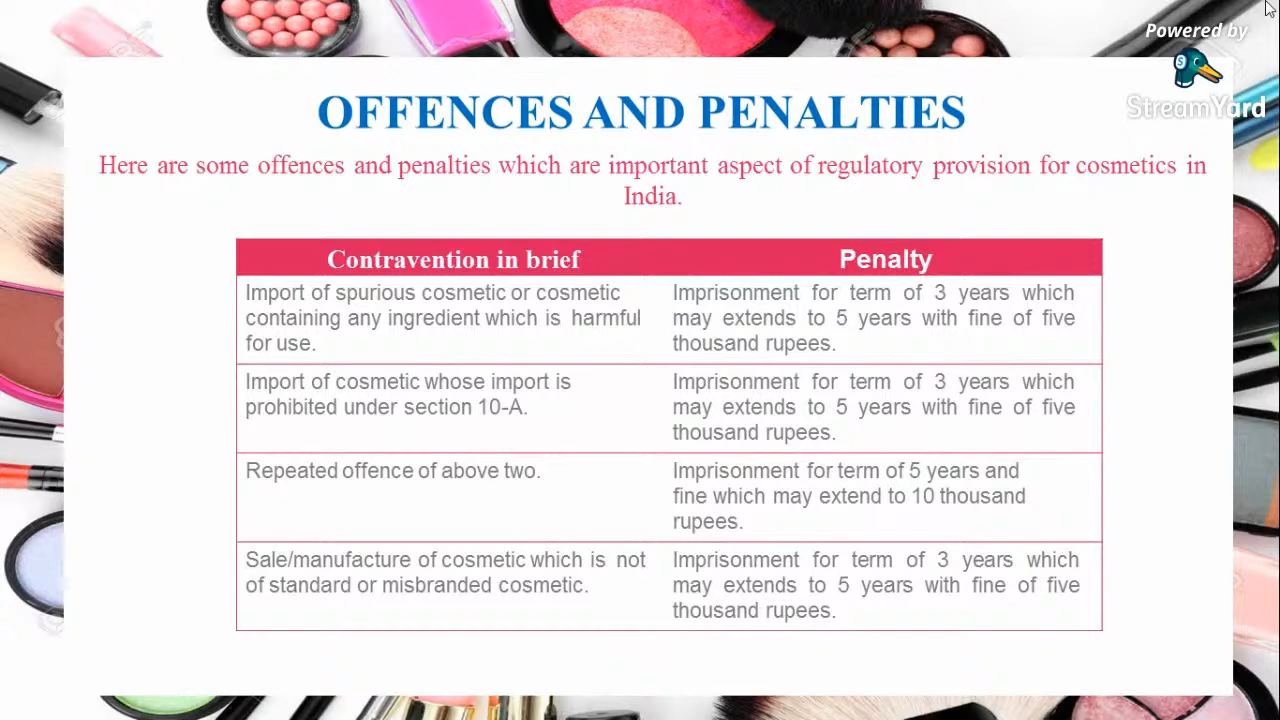 Powered by
StreamYard
OFFENCES AND PENALTIES
Here are some offences and penalties which are important aspect of regulatory provision for cosmetics in
India.
Contravention in brief
Penalty
Import of spurious cosmetic or cosmetic
containing any ingredient which is harmful
for use.
Imprisonment for term of 3 years which
may extends to 5 years with fine of five
thousand rupees.
Import of cosmetic whose import is
prohibited under section 10-A.
Imprisonment for term of 3 years which
may extends to 5 years with fine of five
thousand rupees.
Repeated offence of above two.
Imprisonment for term of 5 years and
fine which may extend to 10 thousand
rupees.
Sale/manufacture of cosmetic which is not
of standard or misbranded cosmetic.
Imprisonment for term of 3 years which
may extends to 5 years with fine of five
thousand rupees.